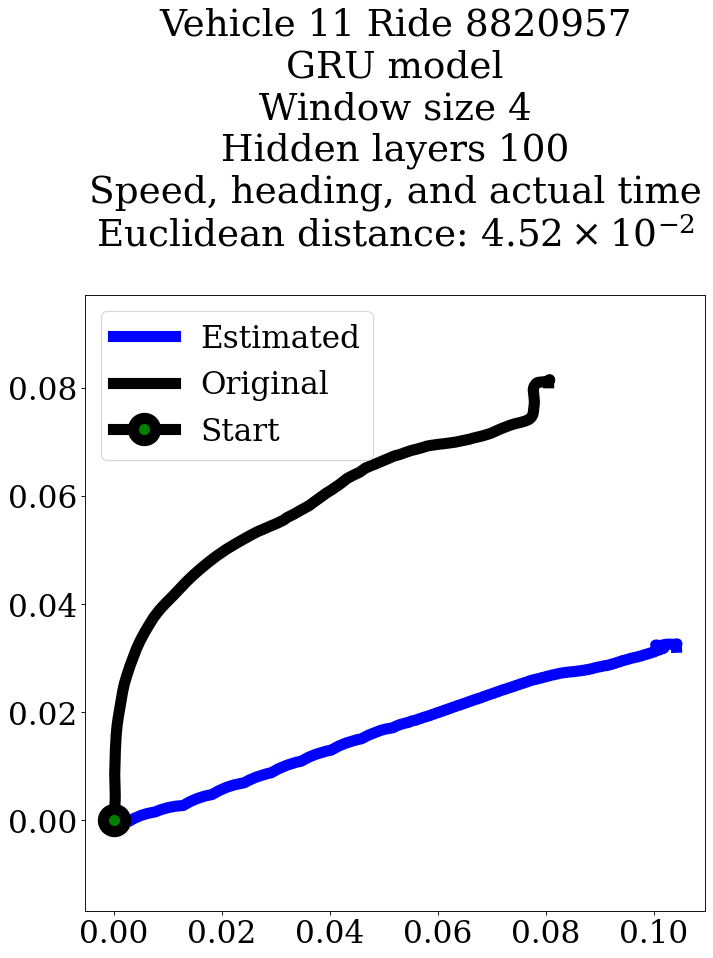 Vehicle 11 Ride 8820957
GRU model
Window size 4
Hidden layers 100
Speed, heading, and actual time
Euclidean distance: 4.52 × 10⁻²
Estimated
Original
Start
0.08
0.06
0.04
0.02
0.00
0.00 0.02 0.04 0.06 0.08 0.10